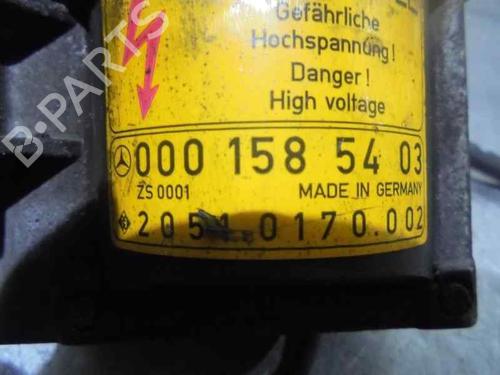 Gefährliche
Hochspannung!
Danger!
High voltage
000 158 54 03
ZS 0001 MADE IN GERMANY
2051.0170.002
B-PARTS